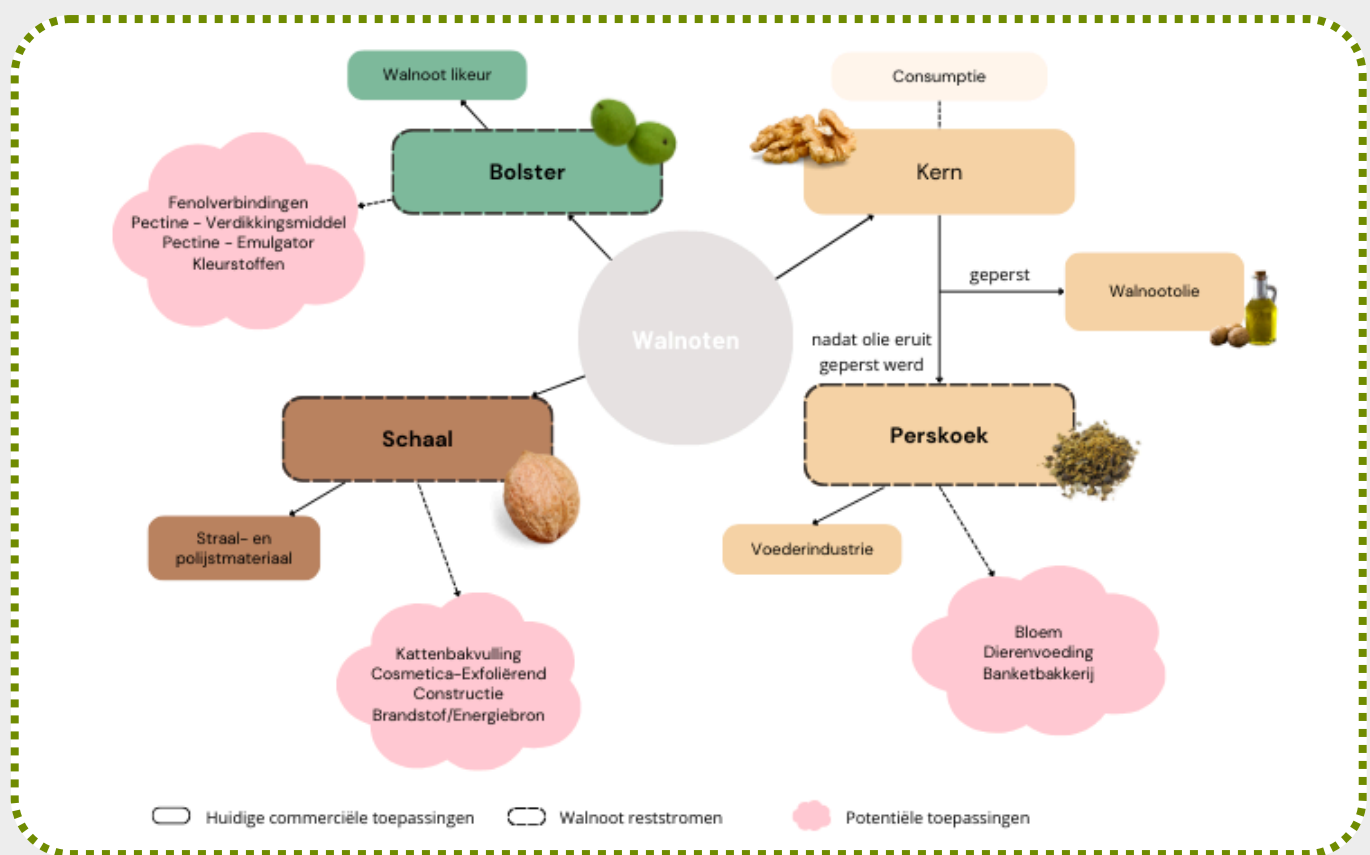 Walnoot likeur
Consumptie
Bolster
Kern
Fenolverbindingen
Pectine - Verdikkingsmiddel
Pectine - Emulgator
Kleurstoffen
geperst
Walnootolie
Walnoten
nadat olie eruit
geperst werd
Schaal
Perskoek
Straal- en
polijstmateriaal
Voederindustrie
Kattenbakvulling
Cosmetica-Exfoliërend
Constructie
Brandstof/Energiebron
Bloem
Dierenvoeding
Banketbakkerij
Huidige commerciële toepassingen
Walnoot reststromen
Potentiële toepassingen